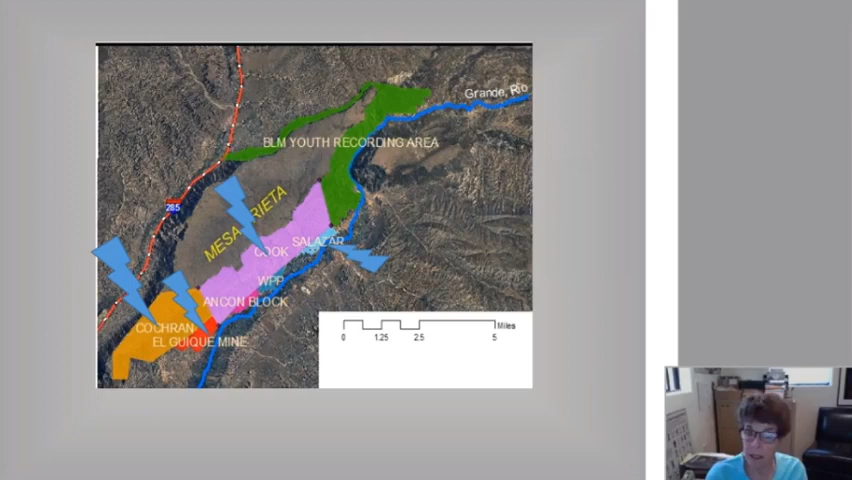 Grande, Rio
BLM YOUTH RECORDING AREA
285
MESA PRIETA
SALAZAR
COOK
WPP
ANCON BLOCK
COCHRAN
EL GUIQUE MINE
Miles
0 1.25 2.5 5